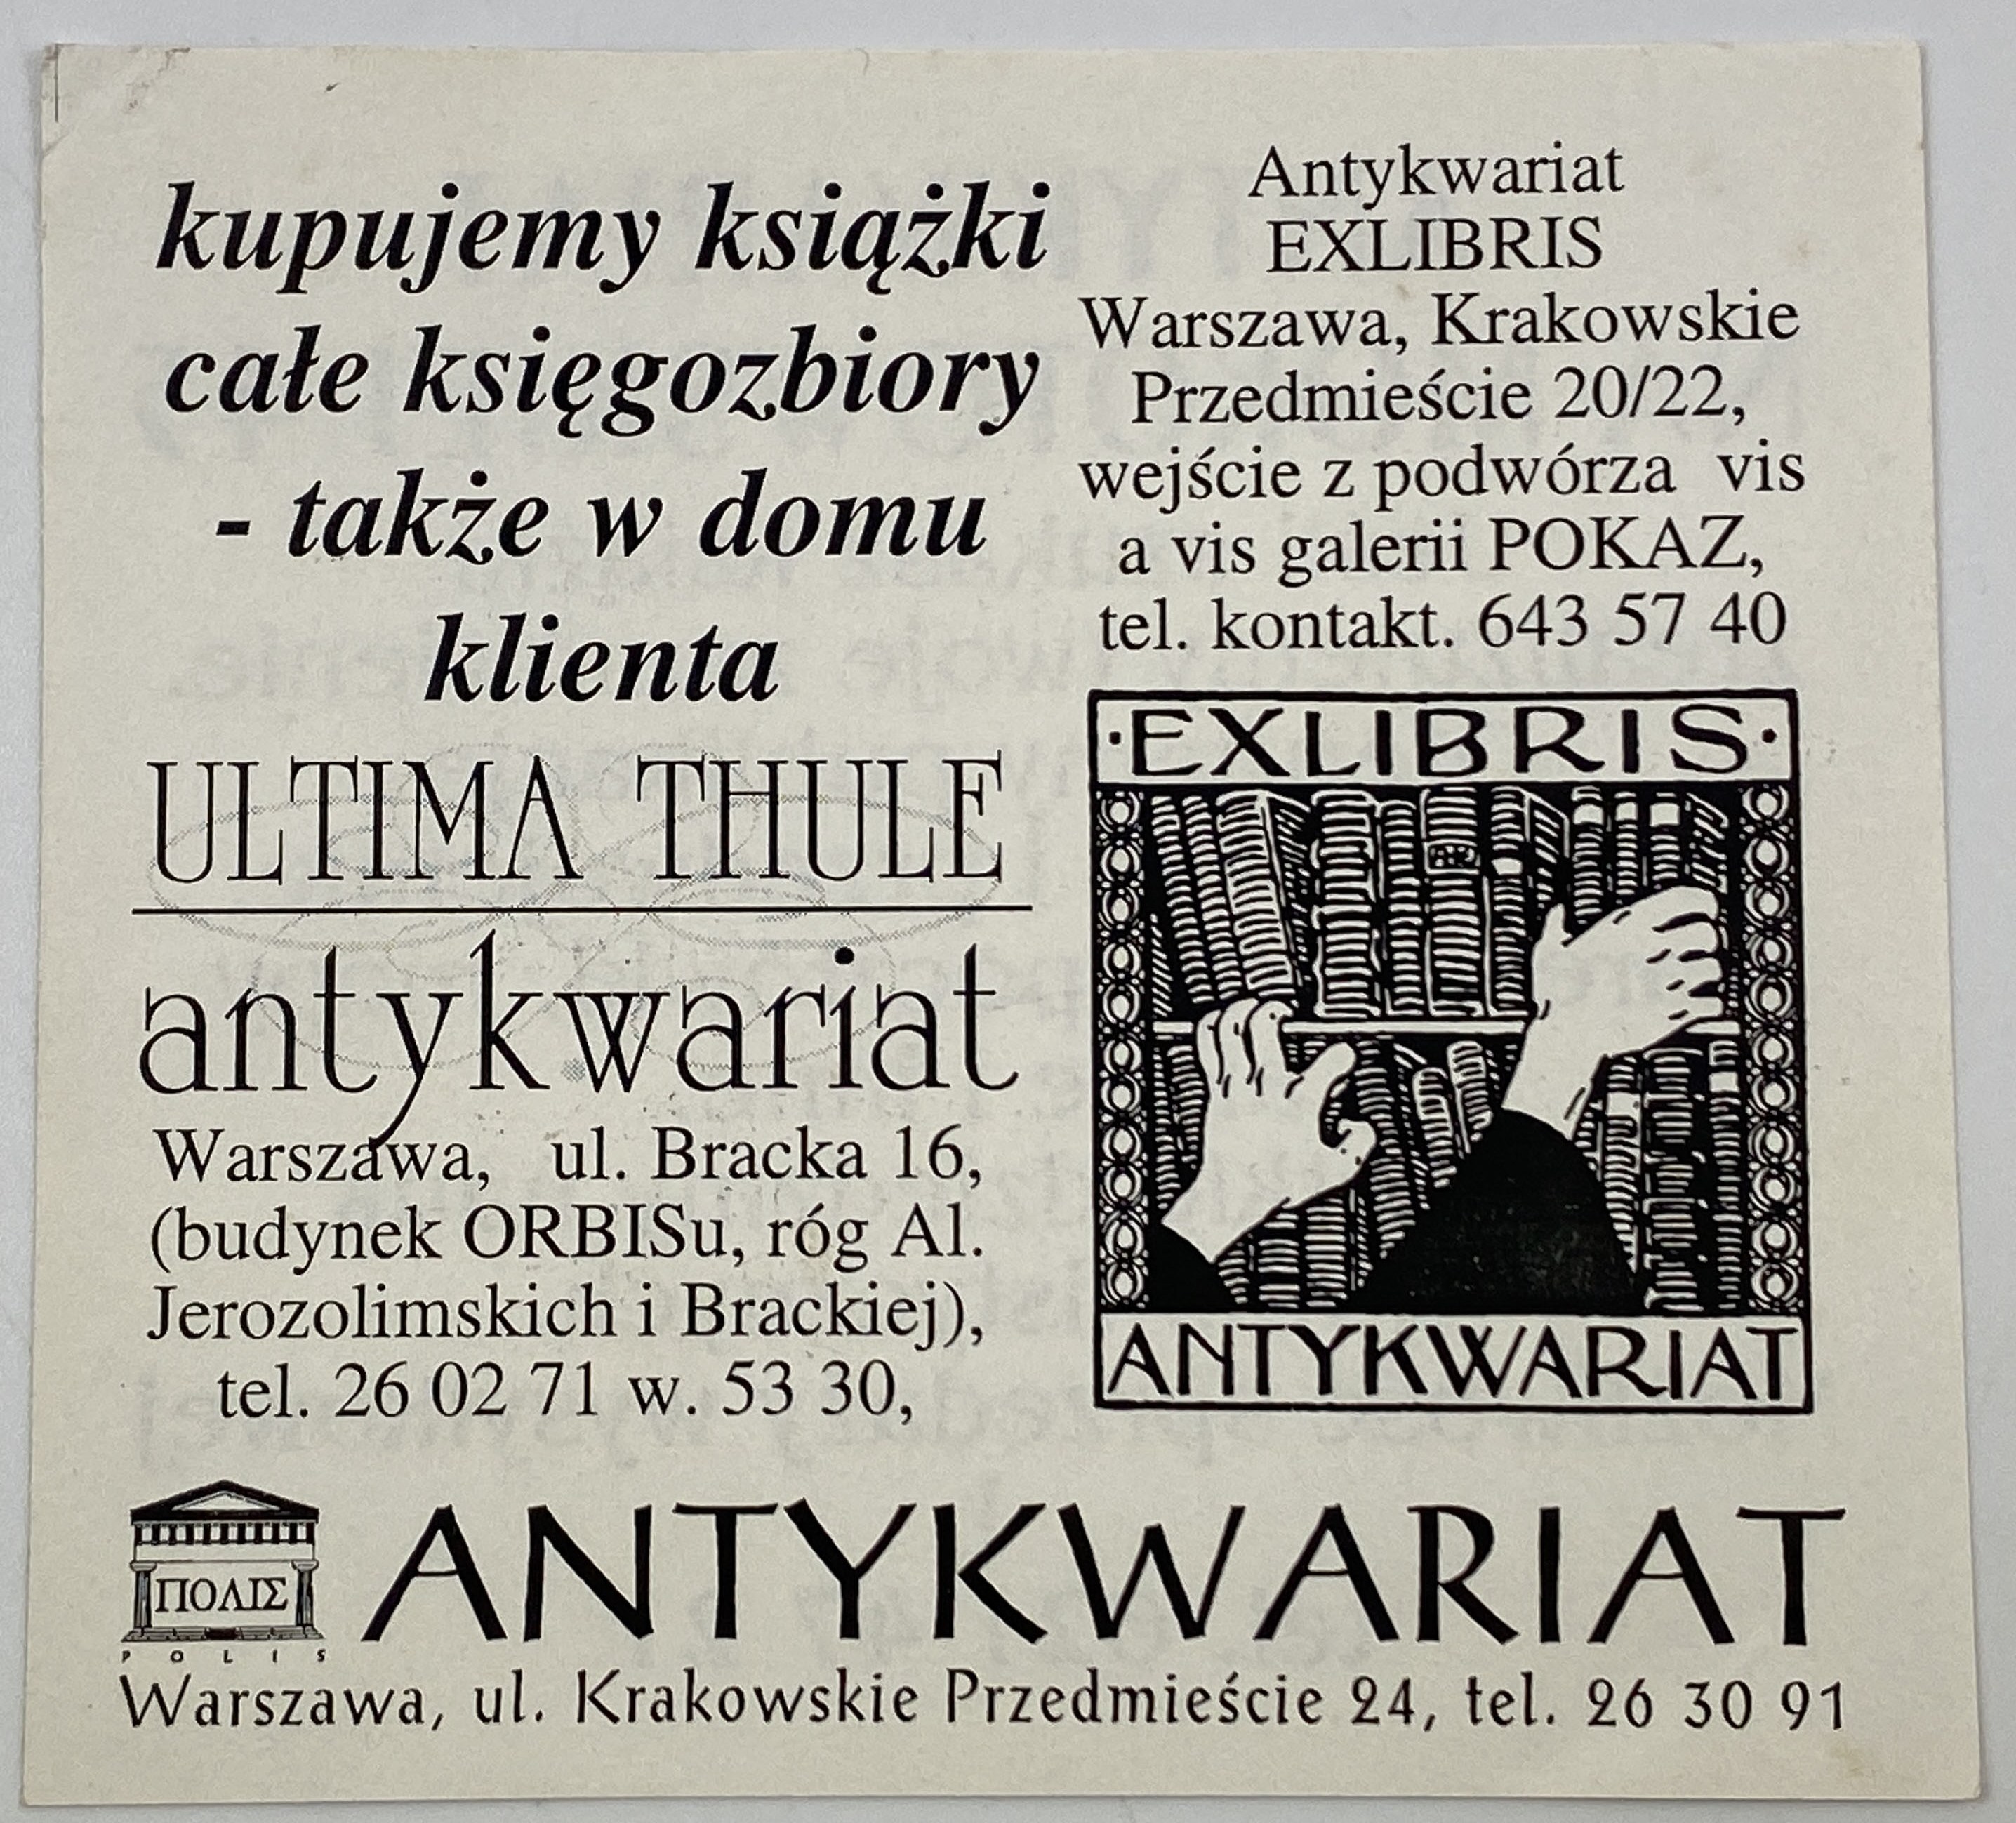 kupujemy książki
całe księgozbiory
- także w domu
klienta
ULTIMA THULE
antykwariat
Warszawa, ul. Bracka 16,
(budynek ORBISu, róg Al.
Jerozolimskich i Brackiej),
tel. 26 02 71 w. 53 30,
Antykwariat
EXLIBRIS
Warszawa, Krakowskie
Przedmieście 20/22,
wejście z podwórza vis
a vis galerii POKAZ,
tel. kontakt. 643 57 40
·EXLIBRIS·
ANTYKWARIAT
ΠΟΛΙΣ
POLIS
ANTYKWARIAT
Warszawa, ul. Krakowskie Przedmieście 24, tel. 26 30 91